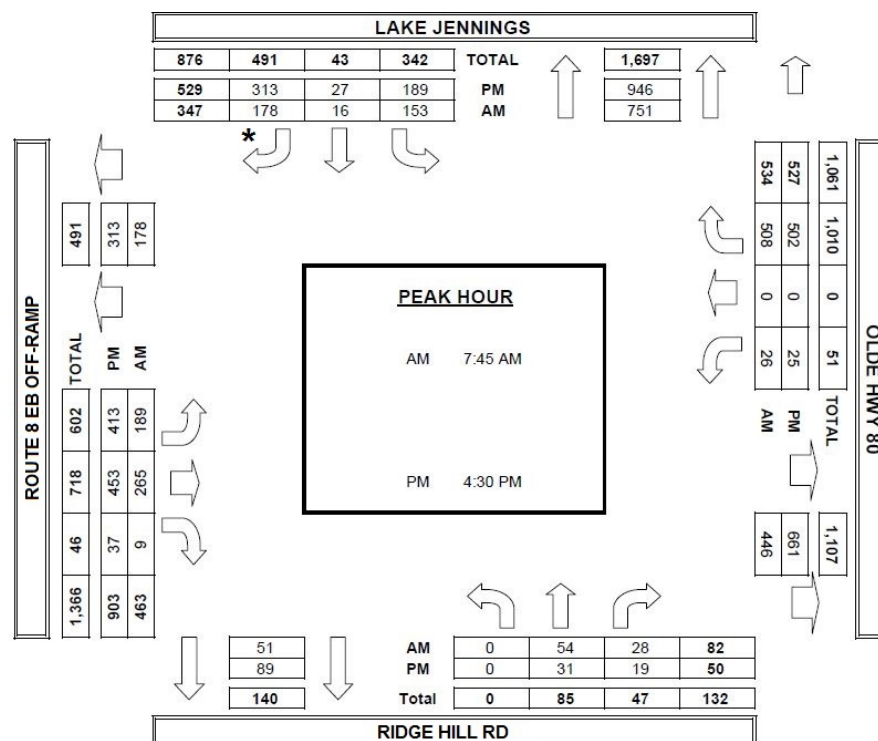 LAKE JENNINGS
876 491 43 342 TOTAL 1,697
529 313 27 189 PM 946
347 178 16 153 AM 751
*
ROUTE 8 EB OFF-RAMP
491 313 178
TOTAL PM AM
602 413 189
718 453 265
46 37 9
1,366 903 463
PEAK HOUR
AM 7:45 AM
PM 4:30 PM
534 527 1,061
508 502 1,010
0 0 0
26 25 51
AM PM TOTAL
446 661 1,107
OLDE HWY 80
51 AM 0 54 28 82
89 PM 0 31 19 50
140 Total 0 85 47 132
RIDGE HILL RD